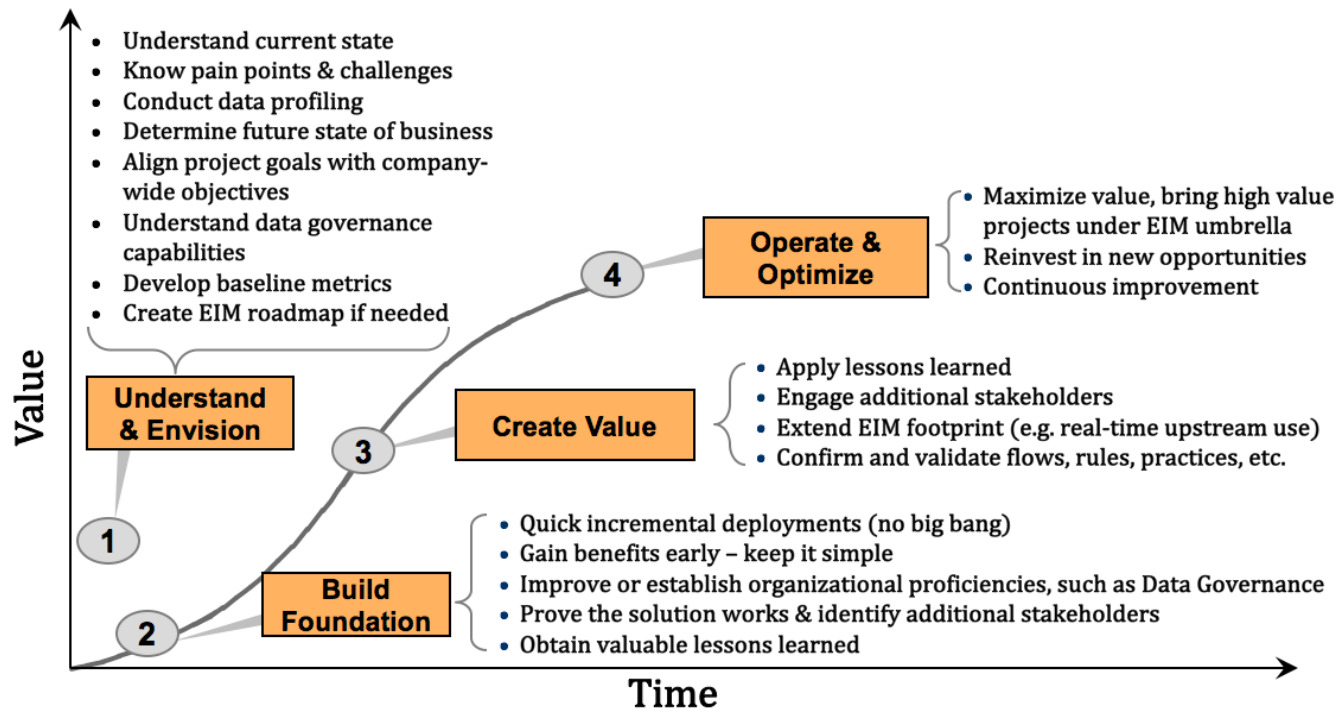 • Understand current state
• Know pain points & challenges
• Conduct data profiling
• Determine future state of business
• Align project goals with company-
wide objectives
• Understand data governance
capabilities
• Develop baseline metrics
• Create EIM roadmap if needed
Understand
& Envision
1
Operate &
Optimize
4
• Maximize value, bring high value
projects under EIM umbrella
• Reinvest in new opportunities
• Continuous improvement
Create Value
3
• Apply lessons learned
• Engage additional stakeholders
• Extend EIM footprint (e.g. real-time upstream use)
• Confirm and validate flows, rules, practices, etc.
Build
Foundation
2
• Quick incremental deployments (no big bang)
• Gain benefits early – keep it simple
• Improve or establish organizational proficiencies, such as Data Governance
• Prove the solution works & identify additional stakeholders
• Obtain valuable lessons learned
Value
Time